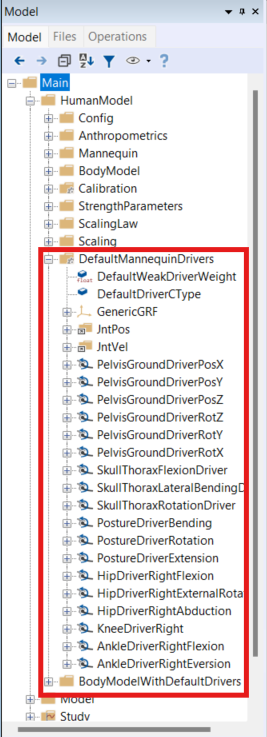 Model
Model Files Operations
Main
HumanModel
Config
Anthropometrics
Mannequin
BodyModel
Calibration
StrengthParameters
ScalingLaw
Scaling
DefaultMannequinDrivers
float DefaultWeakDriverWeight
DefaultDriverCType
GenericGRF
JntPos
JntVel
PelvisGroundDriverPosX
PelvisGroundDriverPosY
PelvisGroundDriverPosZ
PelvisGroundDriverRotZ
PelvisGroundDriverRotY
PelvisGroundDriverRotX
SkullThoraxFlexionDriver
SkullThoraxLateralBendingD
SkullThoraxRotationDriver
PostureDriverBending
PostureDriverRotation
PostureDriverExtension
HipDriverRightFlexion
HipDriverRightExternalRota
HipDriverRightAbduction
KneeDriverRight
AnkleDriverRightFlexion
AnkleDriverRightEversion
BodyModelWithDefaultDrivers
Model
Study